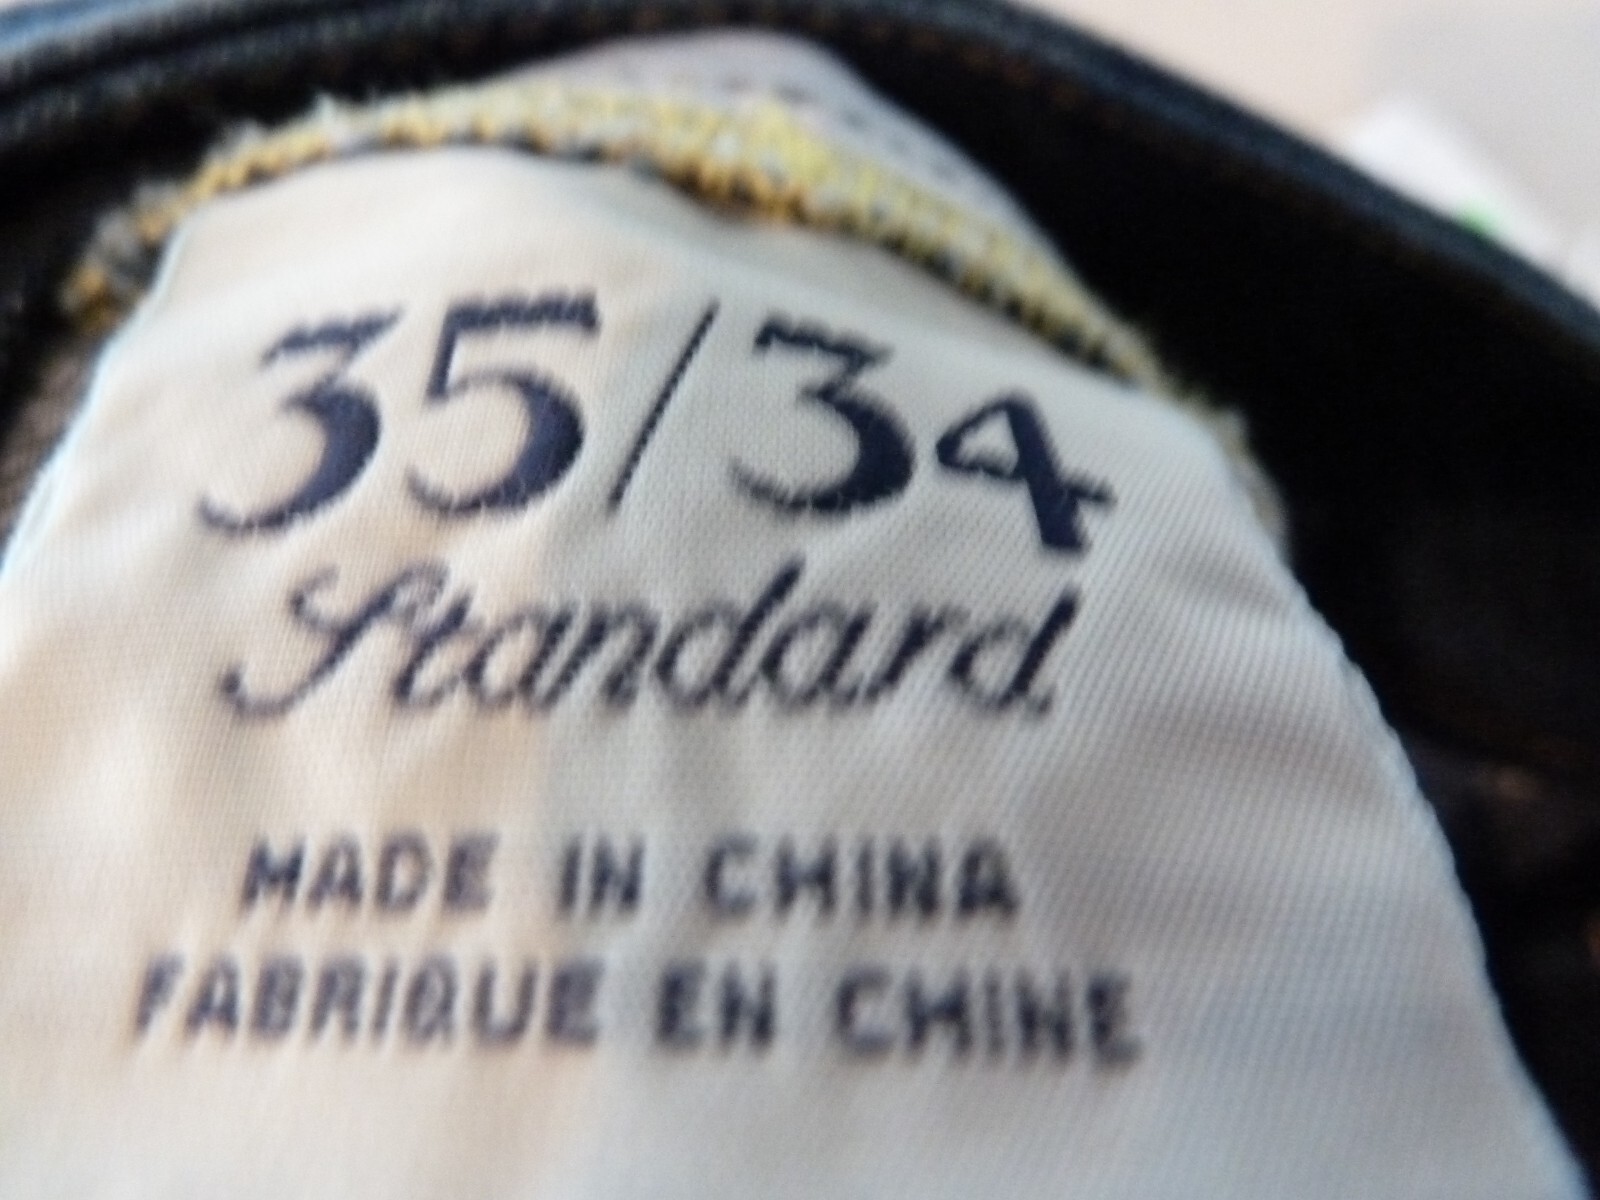 35/34
Standard
MADE IN CHINA
FABRIQUE EN CHINE